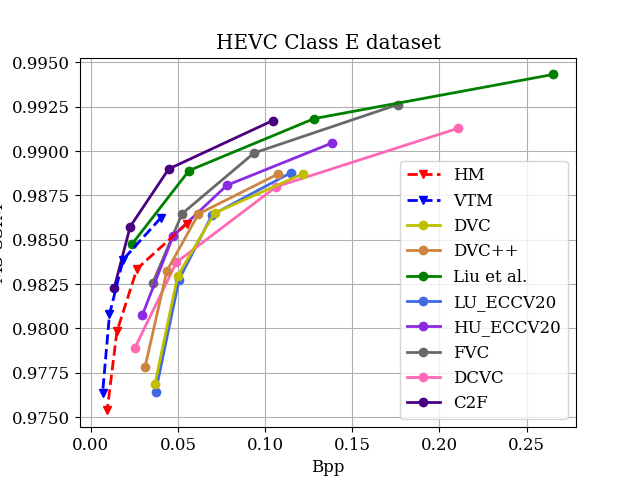 HEVC Class E dataset
0.9950
0.9925
0.9900
0.9875
0.9850
0.9825
0.9800
0.9775
0.9750
0.00 0.05 0.10 0.15 0.20 0.25
Bpp
HM
VTM
DVC
DVC++
Liu et al.
LU_ECCV20
HU_ECCV20
FVC
DCVC
C2F